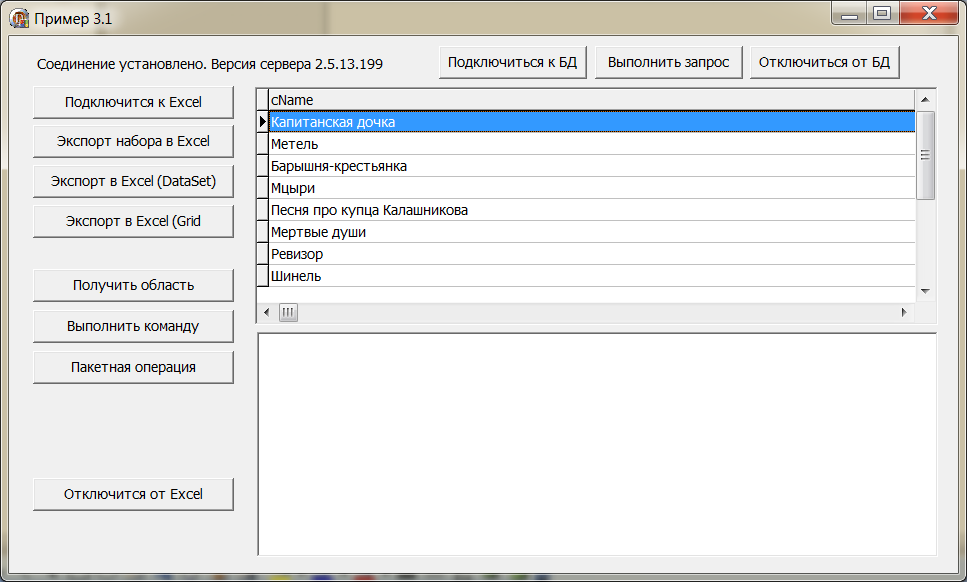 Пример 3.1
Соединение установлено. Версия сервера 2.5.13.199
Подключиться к БД
Выполнить запрос
Отключиться от БД
Подключится к Excel
Экспорт набора в Excel
Экспорт в Excel (DataSet)
Экспорт в Excel (Grid
Получить область
Выполнить команду
Пакетная операция
Отключится от Excel
cName
Капитанская дочка
Метель
Барышня-крестьянка
Мцыри
Песня про купца Калашникова
Мертвые души
Ревизор
Шинель